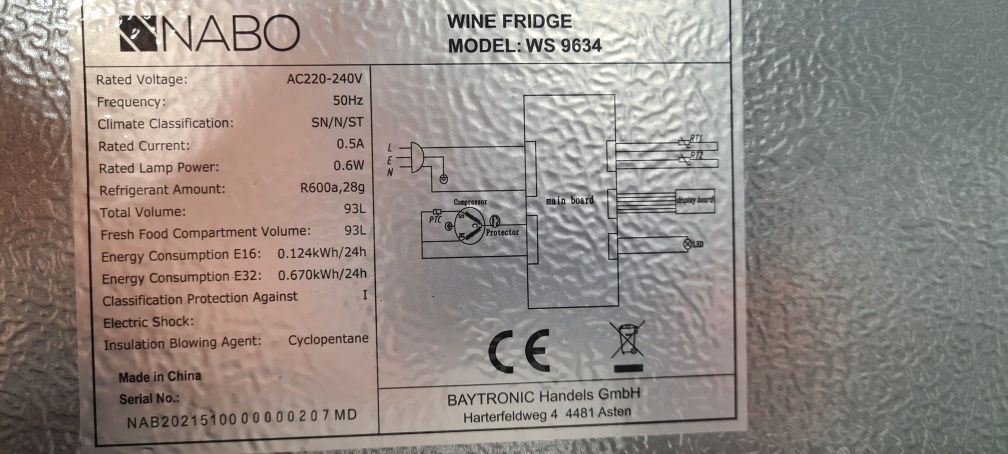 NABO
WINE FRIDGE
MODEL: WS 9634
Rated Voltage: AC220-240V
Frequency: 50Hz
Climate Classification: SN/N/ST
Rated Current: 0.5A
Rated Lamp Power: 0.6W
Refrigerant Amount: R600a,28g
Total Volume: 93L
Fresh Food Compartment Volume: 93L
Energy Consumption E16: 0.124kWh/24h
Energy Consumption E32: 0.670kWh/24h
Classification Protection Against I
Electric Shock:
Insulation Blowing Agent: Cyclopentane
Made in China
Serial No.:
NAB2021510000000207MD
L
E
N
Compressor
PTC
S
C
Protector
main board
RT1
RT2
display board
LED
CE
BAYTRONIC Handels GmbH
Harterfeldweg 4 4481 Asten